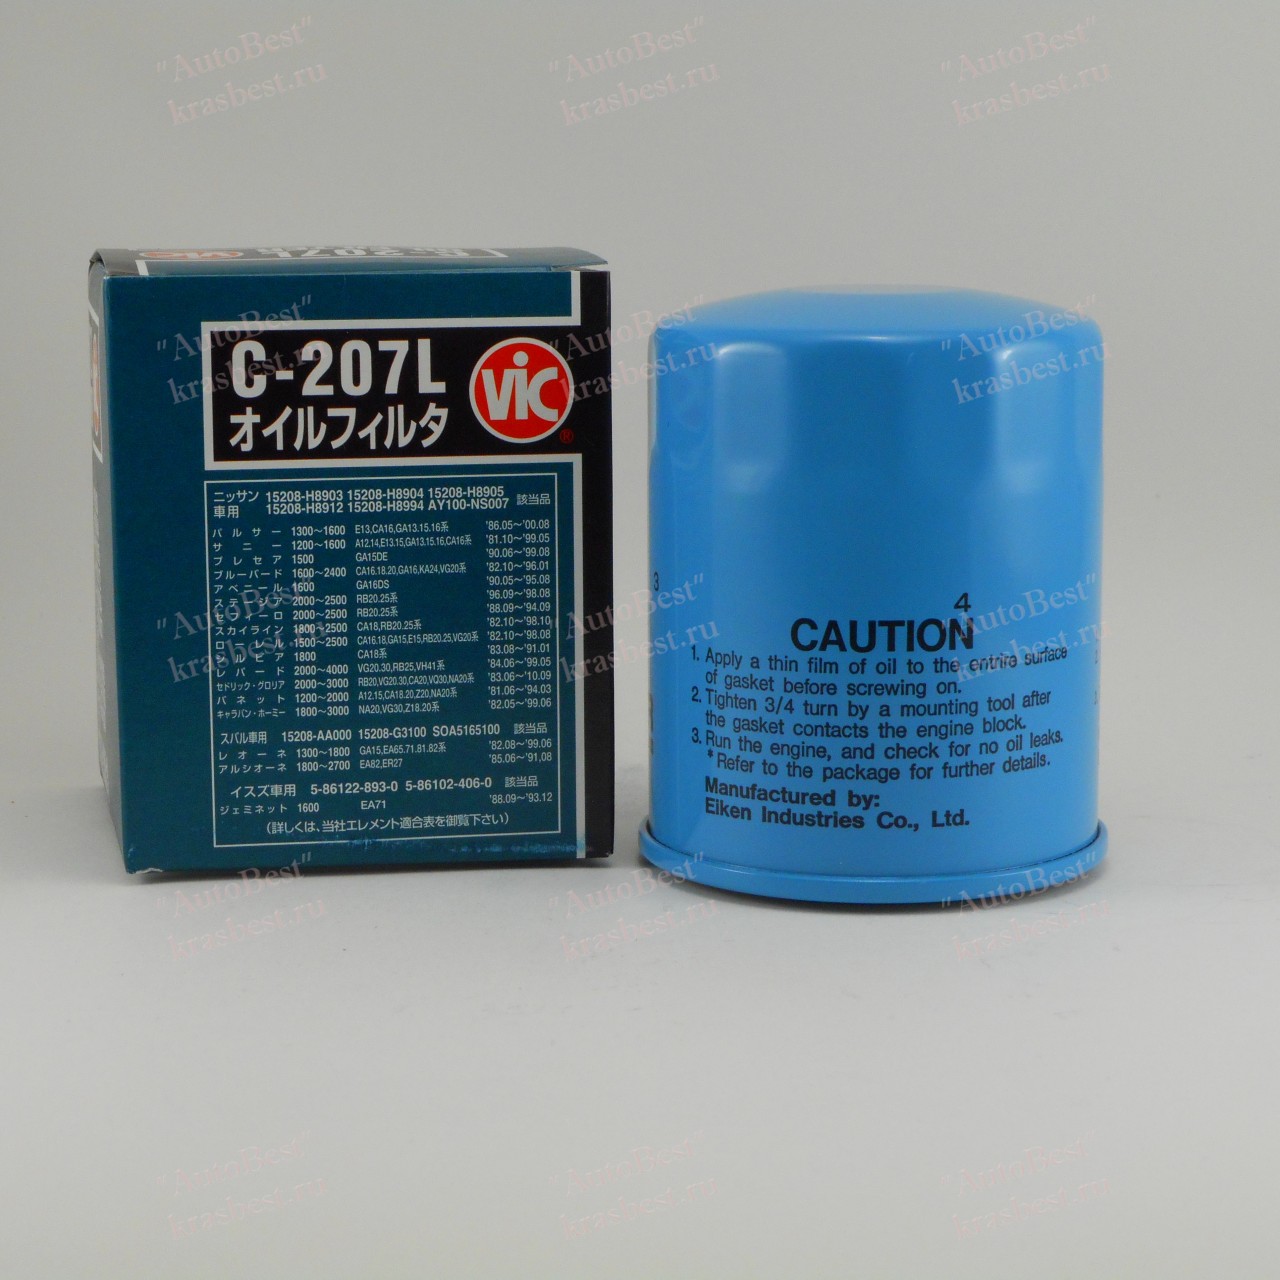 C-207L
オイルフィルタ
VIC
®
ニッサン 15208-H8903 15208-H8904 15208-H8905 該当品
車用 15208-H8912 15208-H8994 AY100-NS007
パルサー 1300～1600 E13,CA16,GA13.15.16系 '86.05～'00.08
サニー 1200～1600 A12.14,E13.15,GA13.15.16,CA16系 '81.10～'99.05
プレセア 1500 GA15DE '90.06～'99.08
ブルーバード 1600～2400 CA16.18.20,GA16,KA24,VG20系 '82.10～'96.01
アベニール 1600 GA16DS '90.05～'95.08
ステージア 2000～2500 RB20.25系 '96.09～'98.08
セフィーロ 2000～2500 RB20.25系 '88.09～'94.09
スカイライン 1800～2500 CA18,RB20.25系 '82.10～'98.10
ローレル 1500～2500 CA16.18,GA15,E15,RB20.25,VG20系 '82.10～'98.08
シルビア 1800 CA18系 '83.08～'91.01
レパード 2000～4000 VG20.30,RB25,VH41系 '84.06～'99.05
セドリック・グロリア 2000～3000 RB20,VG20.30,CA20,VQ30,NA20系 '83.06～'10.09
バネット 1200～2000 A12.15,CA18.20,Z20,NA20系 '81.06～'94.03
キャラバン・ホーミー 1800～3000 NA20,VG30,Z18.20系 '82.05～'99.06
スバル車用 15208-AA000 15208-G3100 SOA5165100 該当品
レオーネ 1300～1800 GA15,EA65.71.81.82系 '82.08～'99.06
アルシオーネ 1800～2700 EA82,ER27 '85.06～'91,08
イスズ車用 5-86122-893-0 5-86102-406-0 該当品
ジェミネット 1600 EA71 '88.09～'93.12
(詳しくは、当社エレメント適合表を御覧下さい)
3
4
CAUTION
1. Apply a thin film of oil to the entrire surface
of gasket before screwing on.
2. Tighten 3/4 turn by a mounting tool after
the gasket contacts the engine block.
3. Run the engine, and check for no oil leaks.
* Refer to the package for further details.
Manufactured by:
Eiken Industries Co., Ltd.
"AutoBest"
krasbest.ru